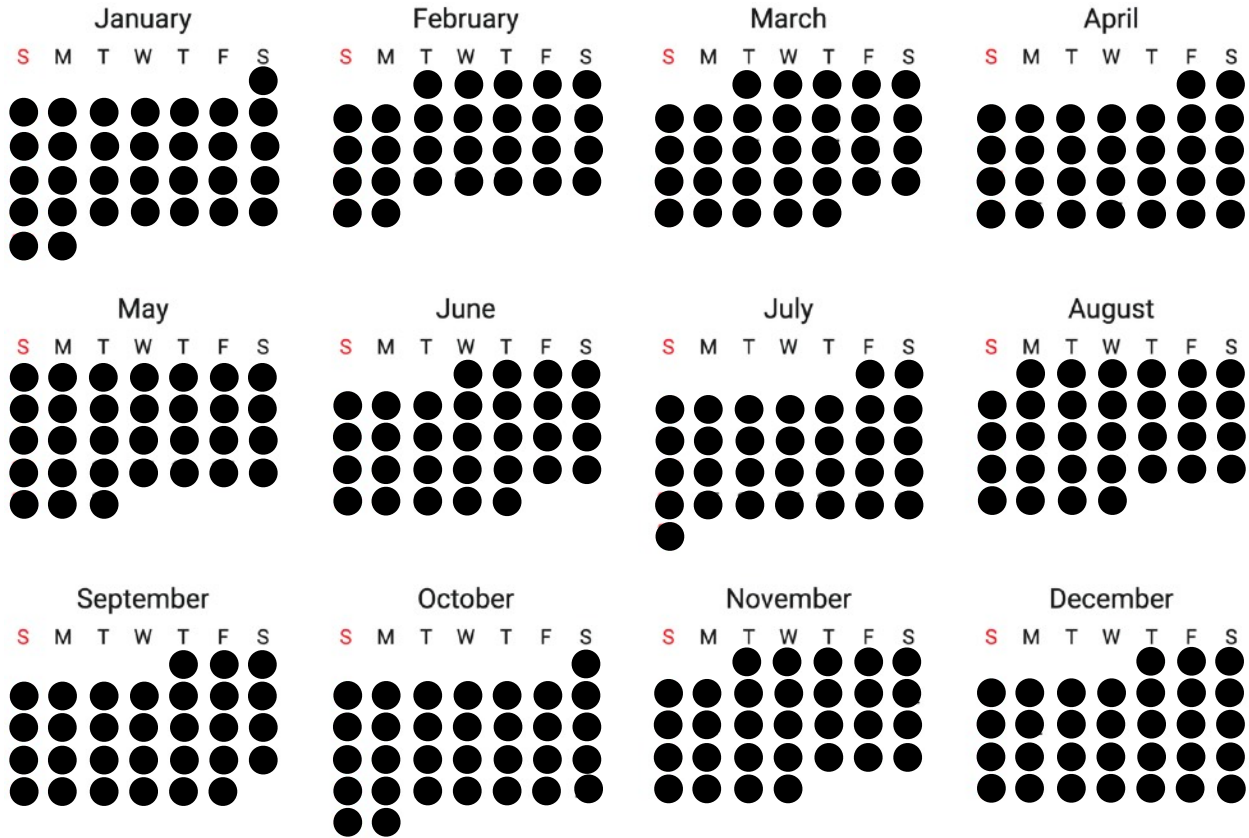 January February March April
S M T W T F S S M T W T F S S M T W T F S S M T W T F S
May June July August
S M T W T F S S M T W T F S S M T W T F S S M T W T F S
September October November December
S M T W T F S S M T W T F S S M T W T F S S M T W T F S